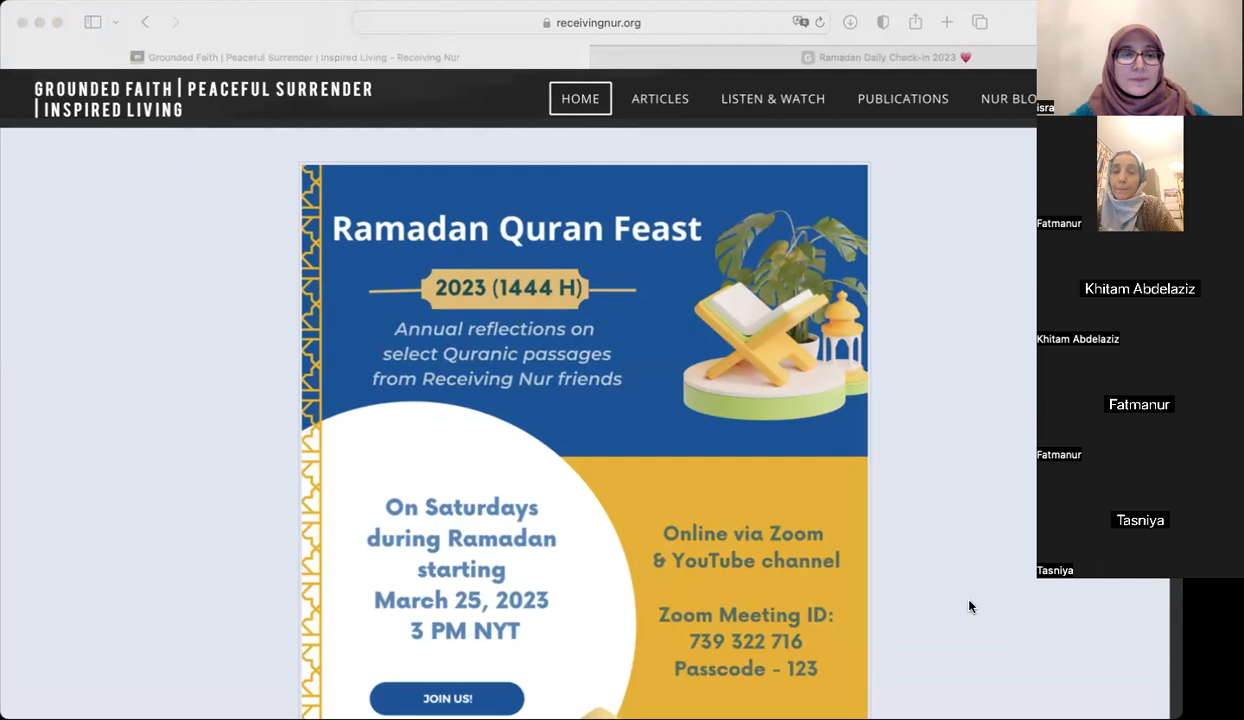 receivingnur.org
Grounded Faith | Peaceful Surrender | Inspired Living - Receiving Nur
Ramadan Daily Check-in 2023
GROUNDED FAITH | PEACEFUL SURRENDER
| INSPIRED LIVING
HOME
ARTICLES
LISTEN & WATCH
PUBLICATIONS
NUR BLO
Ramadan Quran Feast
2023 (1444 H)
Annual reflections on
select Quranic passages
from Receiving Nur friends
On Saturdays
during Ramadan
starting
March 25, 2023
3 PM NYT
JOIN US!
Online via Zoom
& YouTube channel
Zoom Meeting ID:
739 322 716
Passcode - 123
isra
Fatmanur
Khitam Abdelaziz
Khitam Abdelaziz
Fatmanur
Fatmanur
Tasniya
Tasniya